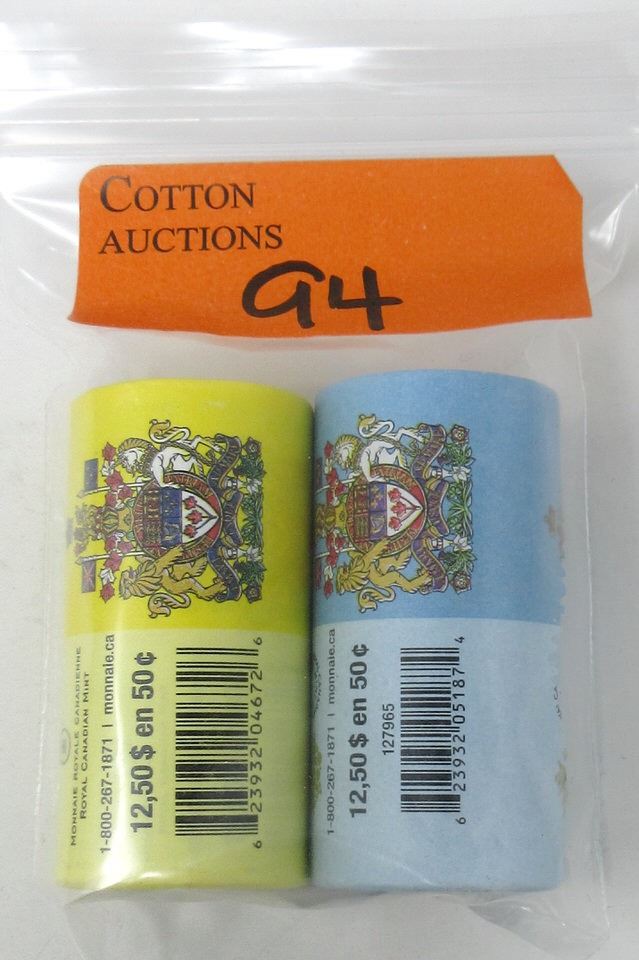 COTTON
AUCTIONS
94
MONNAIE ROYALE CANADIENNE
ROYAL CANADIAN MINT
1-800-267-1871 | monnaie.ca
12,50 $ en 50 ¢
6 23932 04672 6
1-800-267-1871 | monnaie.ca
12,50 $ en 50 ¢
127965
6 23932 05187 4